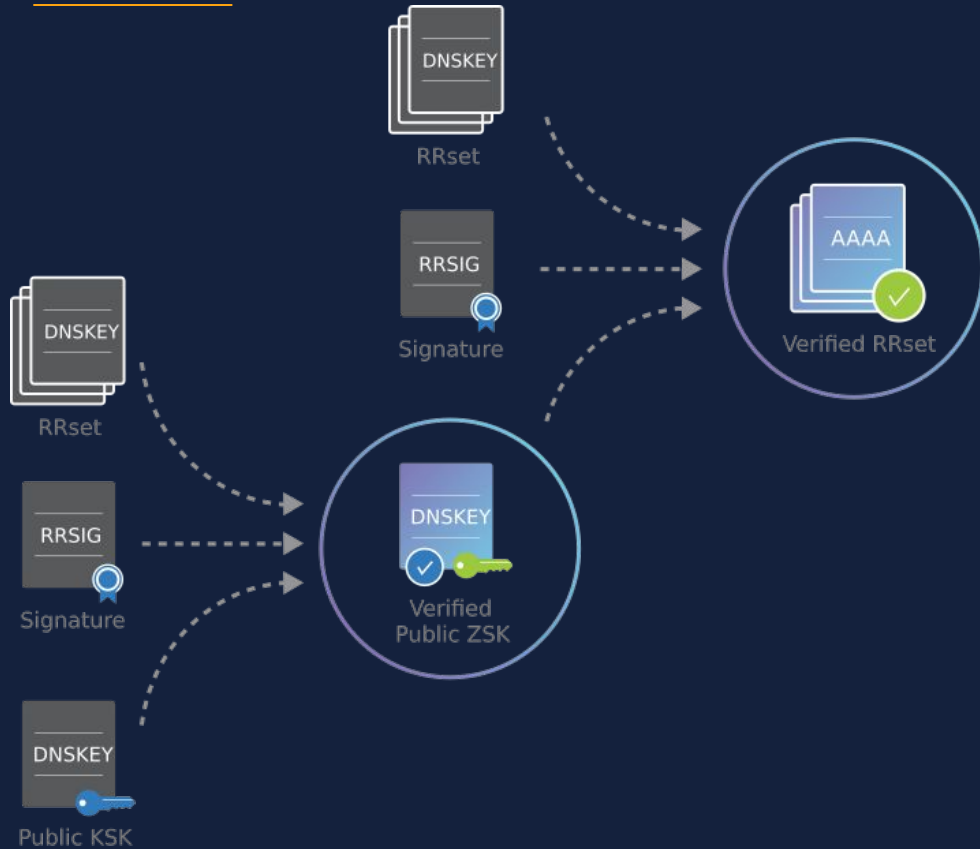 DNSKEY
RRset
RRSIG
Signature
AAAA
Verified RRset
DNSKEY
RRset
RRSIG
Signature
DNSKEY
Public KSK
DNSKEY
Verified
Public ZSK